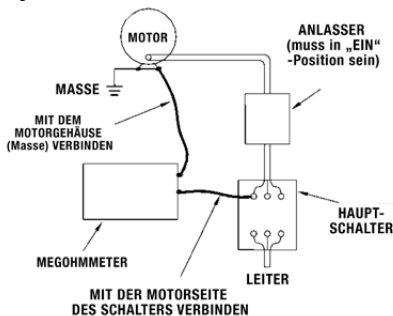 MOTOR
ANLASSER
(muss in „EIN“
-Position sein)
MASSE
MIT DEM
MOTORGEHÄUSE
(Masse) VERBINDEN
HAUPT-
SCHALTER
MEGOHMMETER
LEITER
MIT DER MOTORSEITE
DES SCHALTERS VERBINDEN